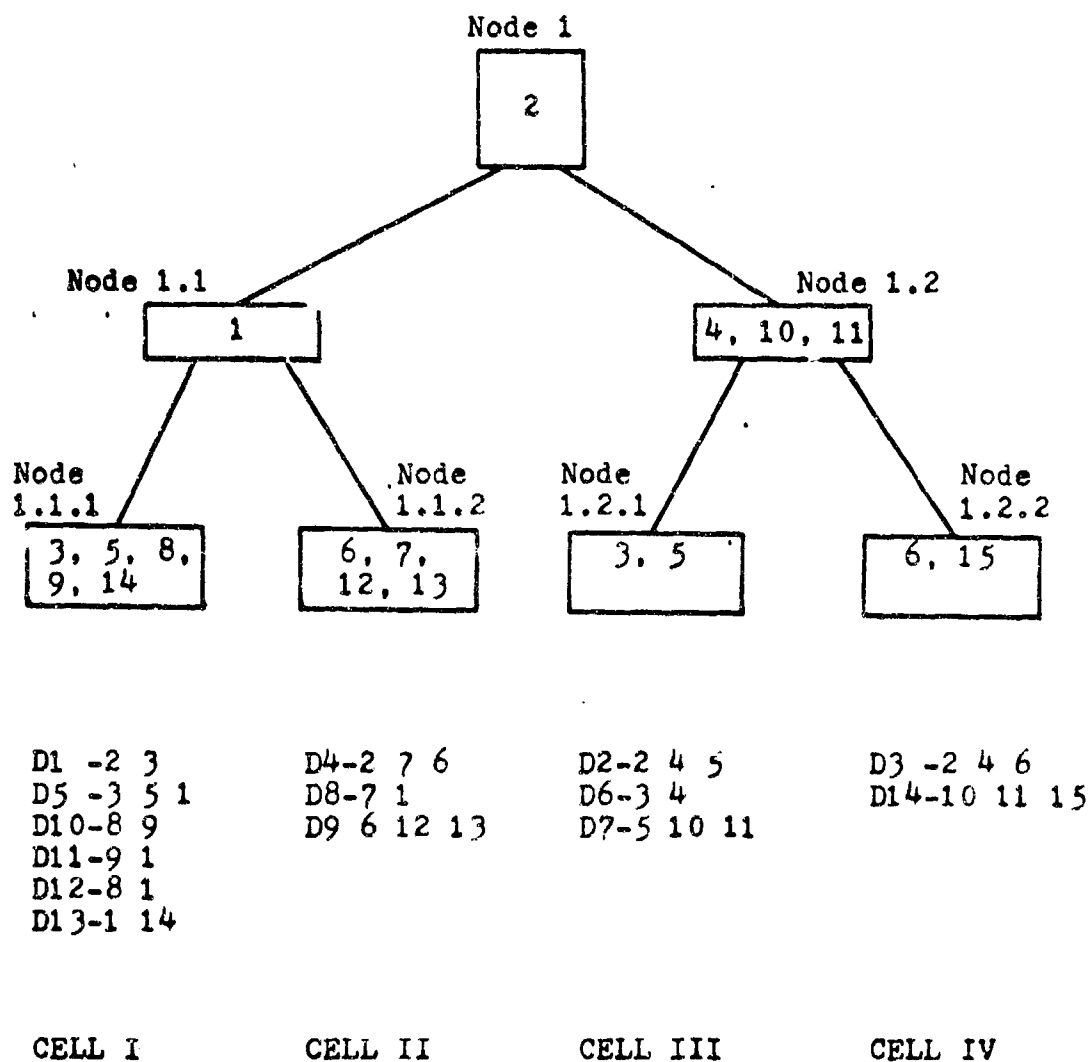 Node 1
2
Node 1.1
Node 1.2
1
4, 10, 11
Node
1.1.1
Node
1.1.2
Node
1.2.1
Node
1.2.2
3, 5, 8,
9, 14
6, 7,
12, 13
3, 5
6, 15
D1 -2 3
D5 -3 5 1
D10-8 9
D11-9 1
D12-8 1
D13-1 14
D4-2 7 6
D8-7 1
D9 6 12 13
D2-2 4 5
D6-3 4
D7-5 10 11
D3 -2 4 6
D14-10 11 15
CELL I
CELL II
CELL III
CELL IV